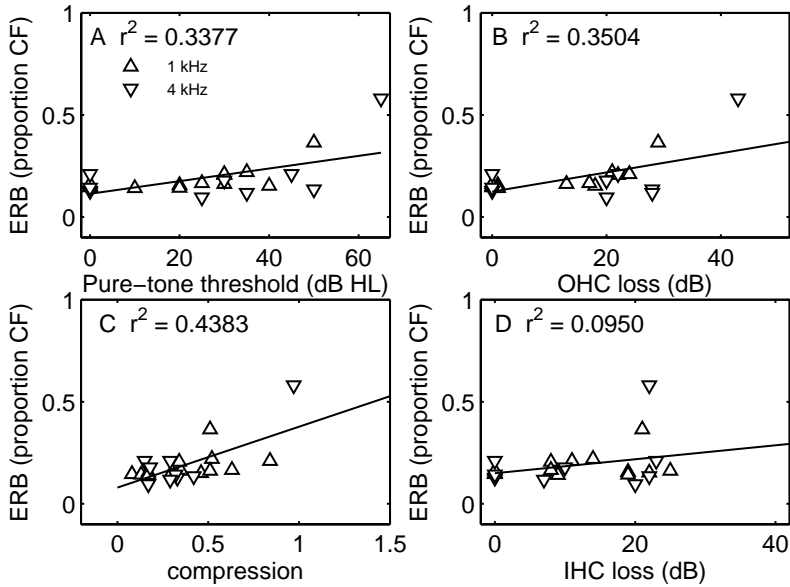 A r² = 0.3377
△ 1 kHz
▽ 4 kHz
ERB (proportion CF)
1
0.5
0
0 20 40 60
Pure−tone threshold (dB HL)
B r² = 0.3504
ERB (proportion CF)
1
0.5
0
0 20 40
OHC loss (dB)
C r² = 0.4383
ERB (proportion CF)
1
0.5
0
0 0.5 1 1.5
compression
D r² = 0.0950
ERB (proportion CF)
1
0.5
0
0 20 40
IHC loss (dB)